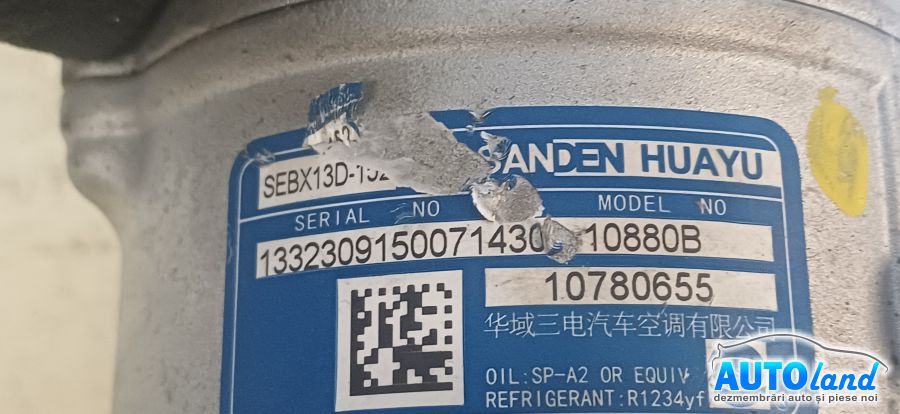 SANDEN HUAYU
SEBX13D-
SERIAL NO MODEL NO
1332309150071430 10880B
10780655
华域三电汽车空调有限公司
OIL:SP-A2 OR EQUIV
REFRIGERANT:R1234yf
AUTOland
dezmembrări auto și piese noi